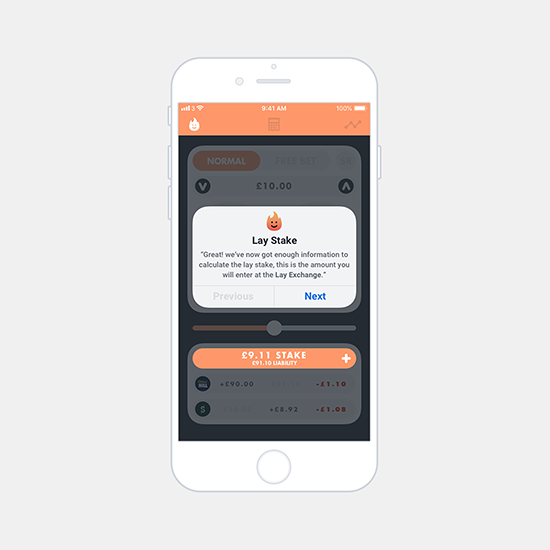 3 9:41 AM 100%
NORMAL FREE BET
£10.00
Lay Stake
“Great! we’ve now got enough information to
calculate the lay stake, this is the amount you
will enter at the Lay Exchange.”
Previous Next
£9.11 STAKE
£91.10 LIABILITY
+£90.00 -£1.10
+£8.92 -£1.08